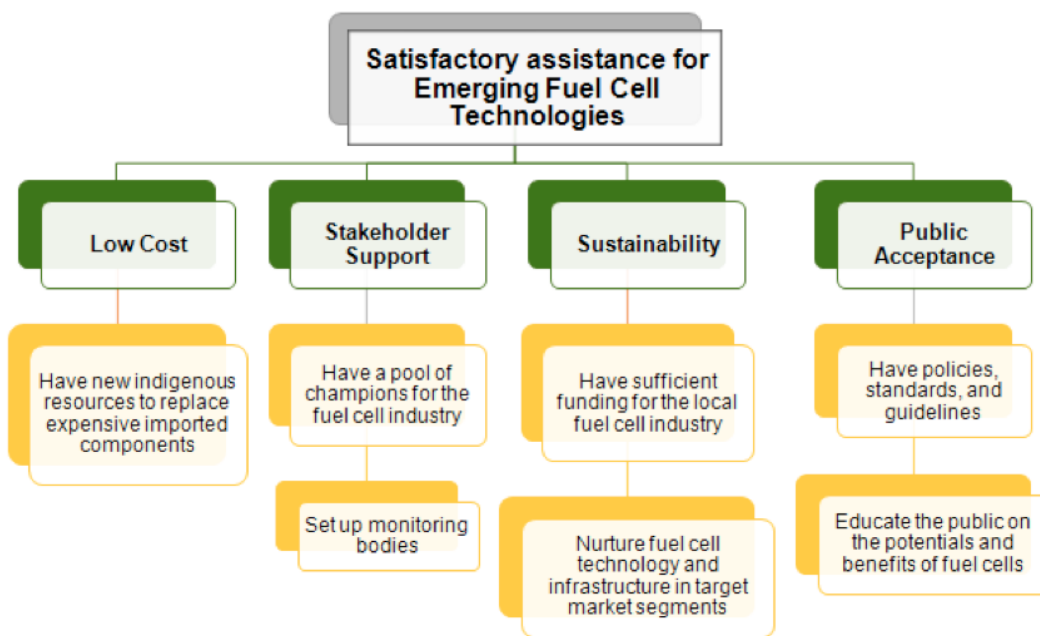 Satisfactory assistance for
Emerging Fuel Cell
Technologies
Low Cost
Stakeholder
Support
Sustainability
Public
Acceptance
Have new indigenous
resources to replace
expensive imported
components
Have a pool of
champions for the
fuel cell industry
Have sufficient
funding for the local
fuel cell industry
Have policies,
standards, and
guidelines
Set up monitoring
bodies
Nurture fuel cell
technology and
infrastructure in target
market segments
Educate the public on
the potentials and
benefits of fuel cells